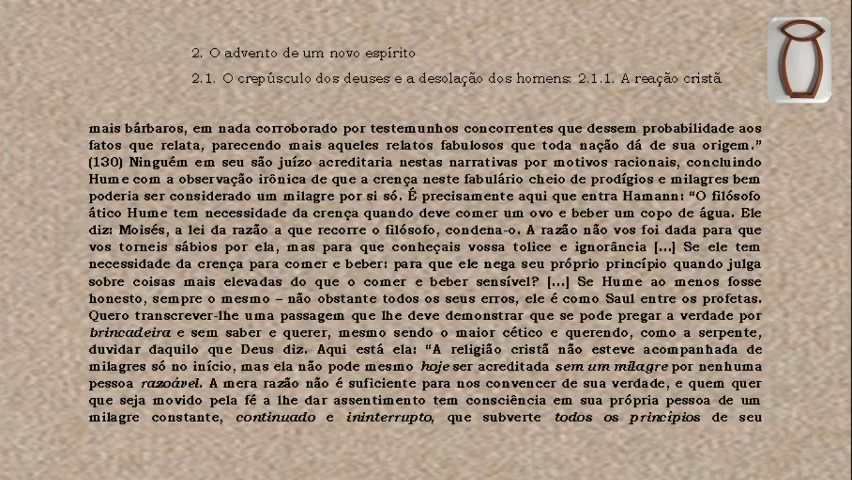 2. O advento de um novo espírito
2.1. O crepúsculo dos deuses e a desolação dos homens: 2.1.1. A reação cristã
mais bárbaros, em nada corroborado por testemunhos concorrentes que dessem probabilidade aos
fatos que relata, parecendo mais aqueles relatos fabulosos que toda nação dá de sua origem.”
(130) Ninguém em seu são juízo acreditaria nestas narrativas por motivos racionais, concluindo
Hume com a observação irônica de que a crença neste fabulário cheio de prodígios e milagres bem
poderia ser considerado um milagre por si só. É precisamente aqui que entra Hamann: “O filósofo
ático Hume tem necessidade da crença quando deve comer um ovo e beber um copo de água. Ele
diz: Moisés, a lei da razão a que recorre o filósofo, condena-o. A razão não vos foi dada para que
vos torneis sábios por ela, mas para que conheçais vossa tolice e ignorância [...] Se ele tem
necessidade da crença para comer e beber: para que ele nega seu próprio princípio quando julga
sobre coisas mais elevadas do que o comer e beber sensível? [...] Se Hume ao menos fosse
honesto, sempre o mesmo – não obstante todos os seus erros, ele é como Saul entre os profetas.
Quero transcrever-lhe uma passagem que lhe deve demonstrar que se pode pregar a verdade por
brincadeira e sem saber e querer, mesmo sendo o maior cético e querendo, como a serpente,
duvidar daquilo que Deus diz. Aqui está ela: “A religião cristã não esteve acompanhada de
milagres só no início, mas ela não pode mesmo hoje ser acreditada sem um milagre por nenhuma
pessoa razoável. A mera razão não é suficiente para nos convencer de sua verdade, e quem quer
que seja movido pela fé a lhe dar assentimento tem consciência em sua própria pessoa de um
milagre constante, continuado e ininterrupto, que subverte todos os princípios de seu